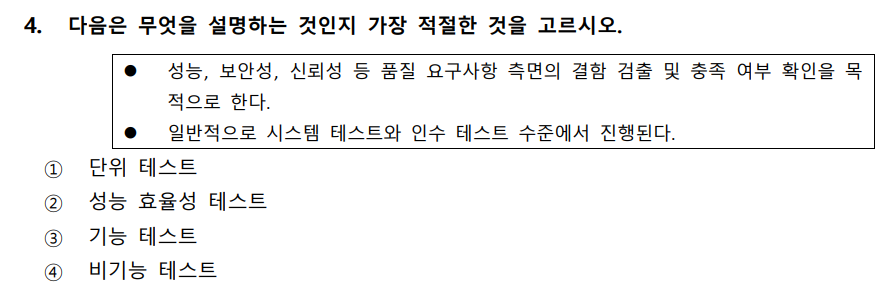 4. 다음은 무엇을 설명하는 것인지 가장 적절한 것을 고르시오.
● 성능, 보안성, 신뢰성 등 품질 요구사항 측면의 결함 검출 및 충족 여부 확인을 목
적으로 한다.
● 일반적으로 시스템 테스트와 인수 테스트 수준에서 진행된다.
① 단위 테스트
② 성능 효율성 테스트
③ 기능 테스트
④ 비기능 테스트